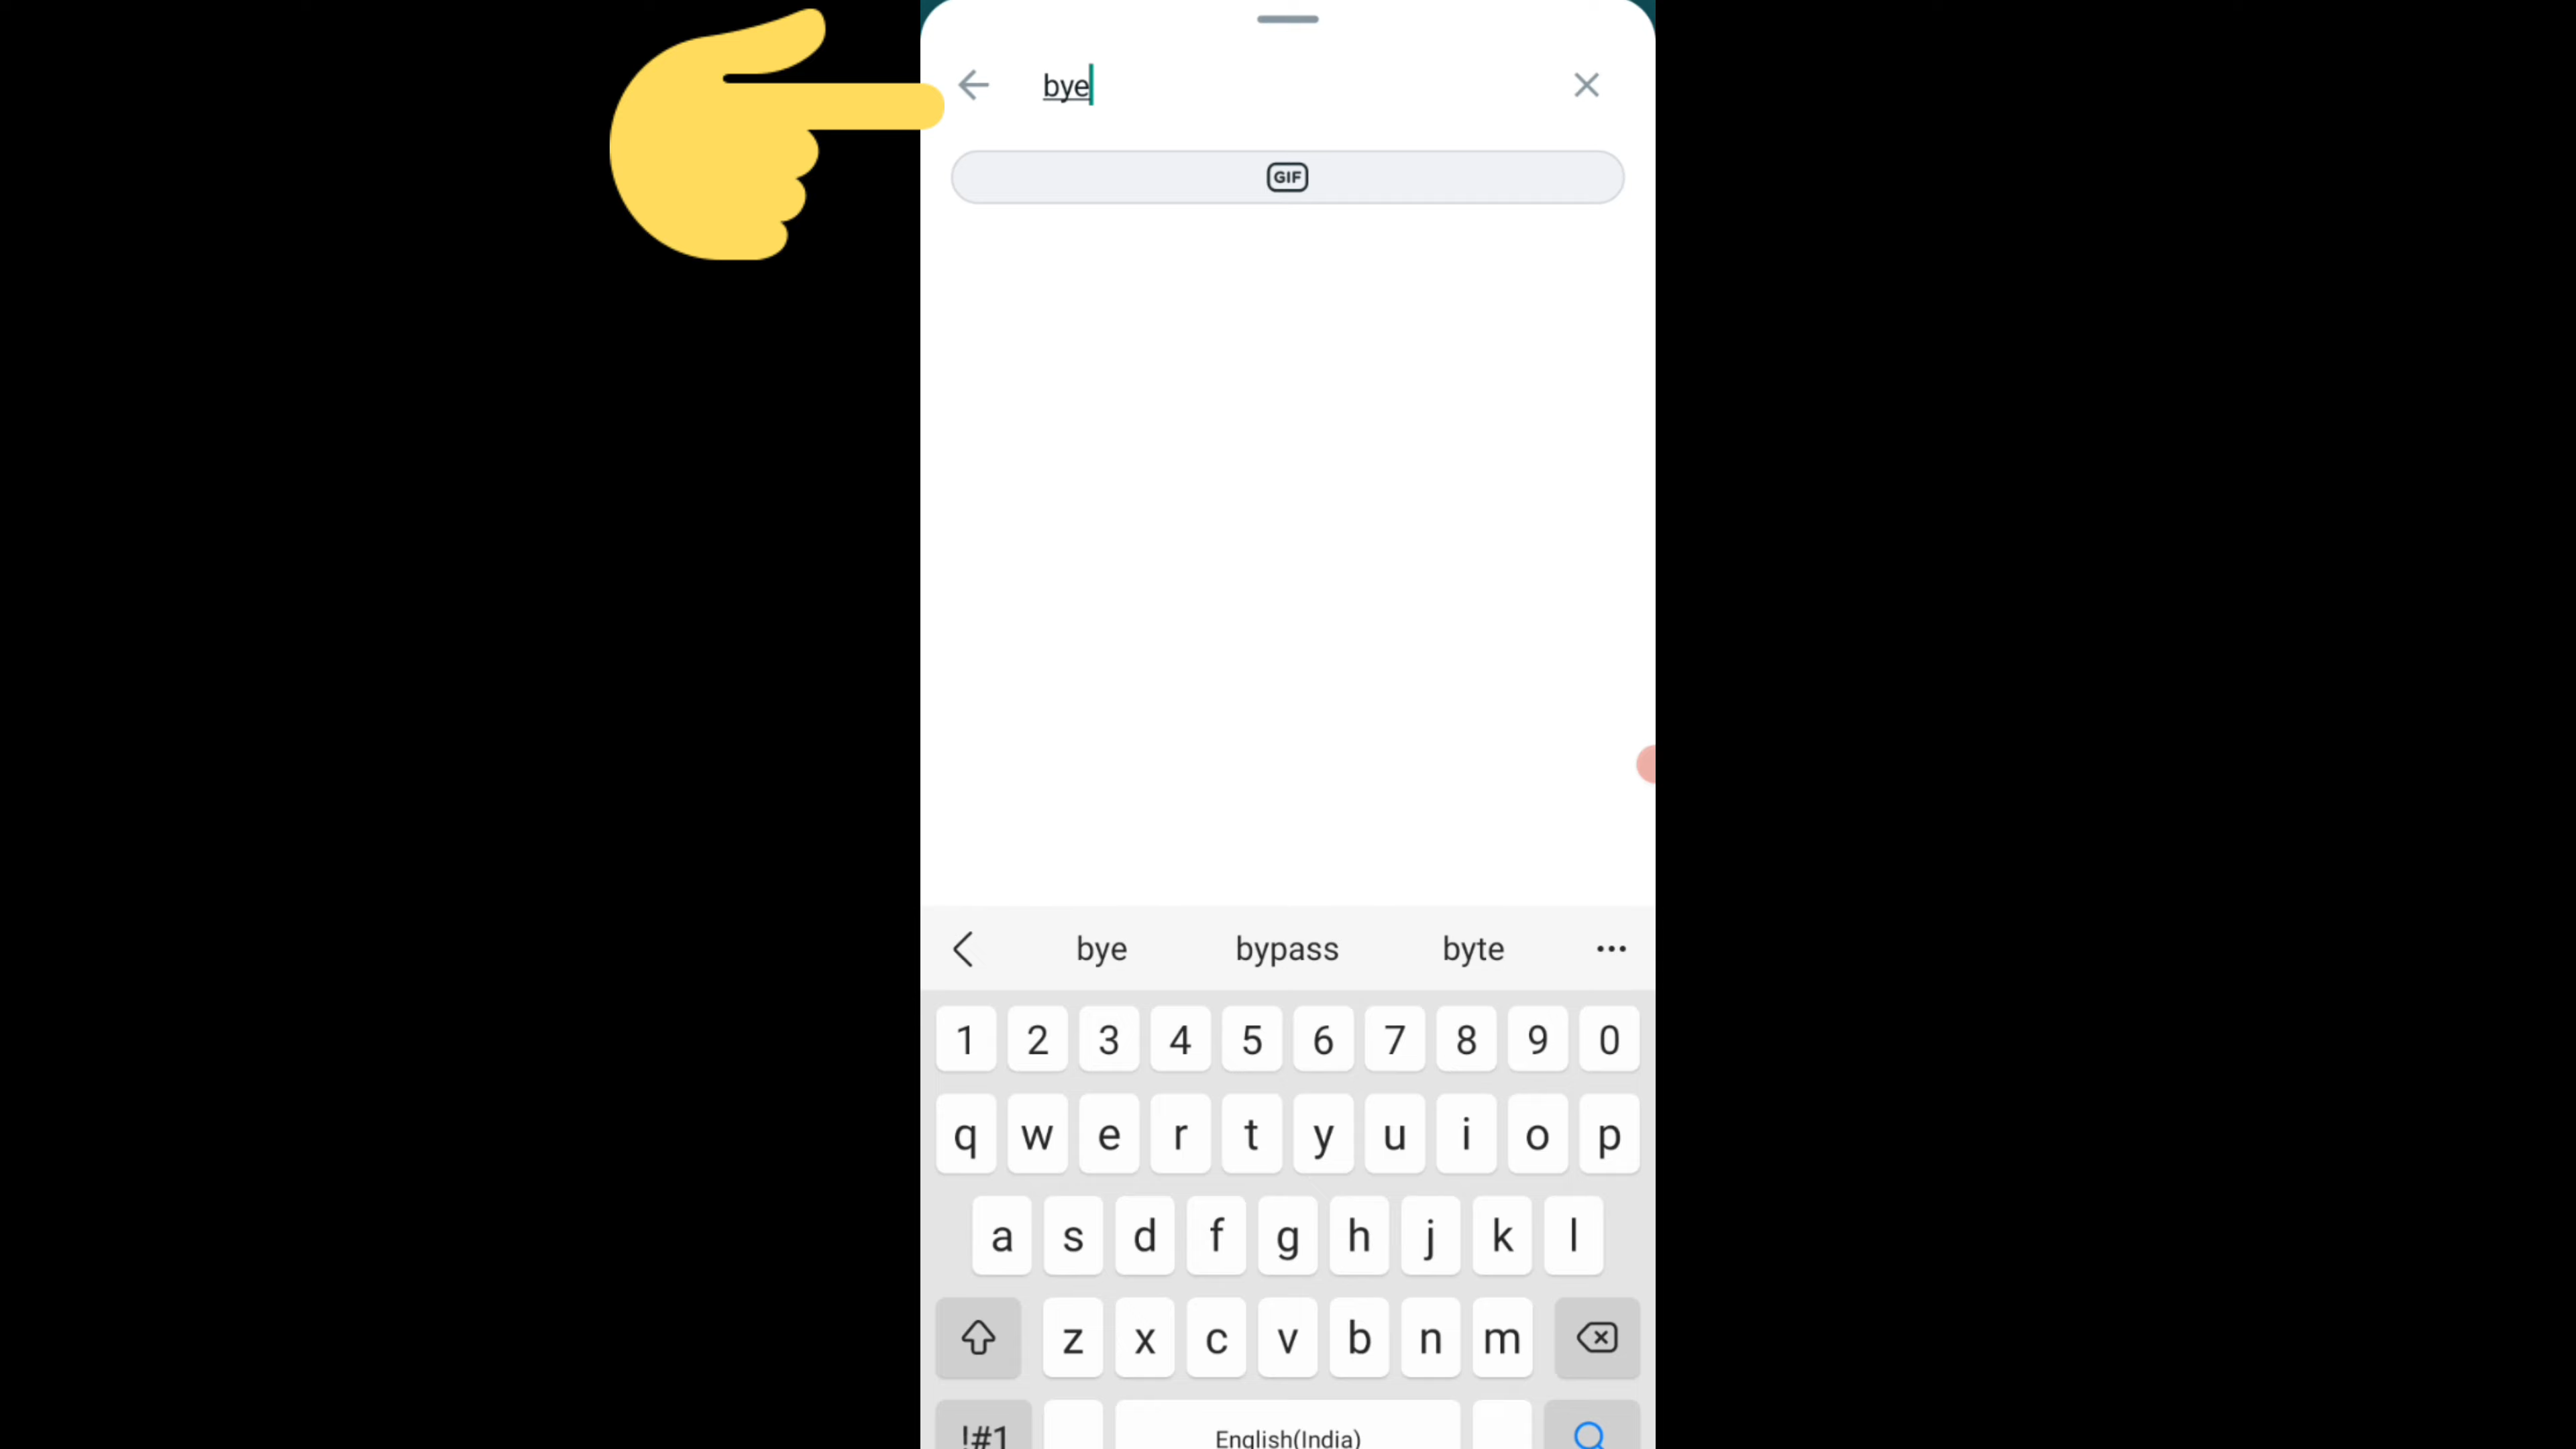 bye
GIF
bye bypass byte
1 2 3 4 5 6 7 8 9 0
q w e r t y u i o p
a s d f g h j k l
z x c v b n m
!#1 English(India)